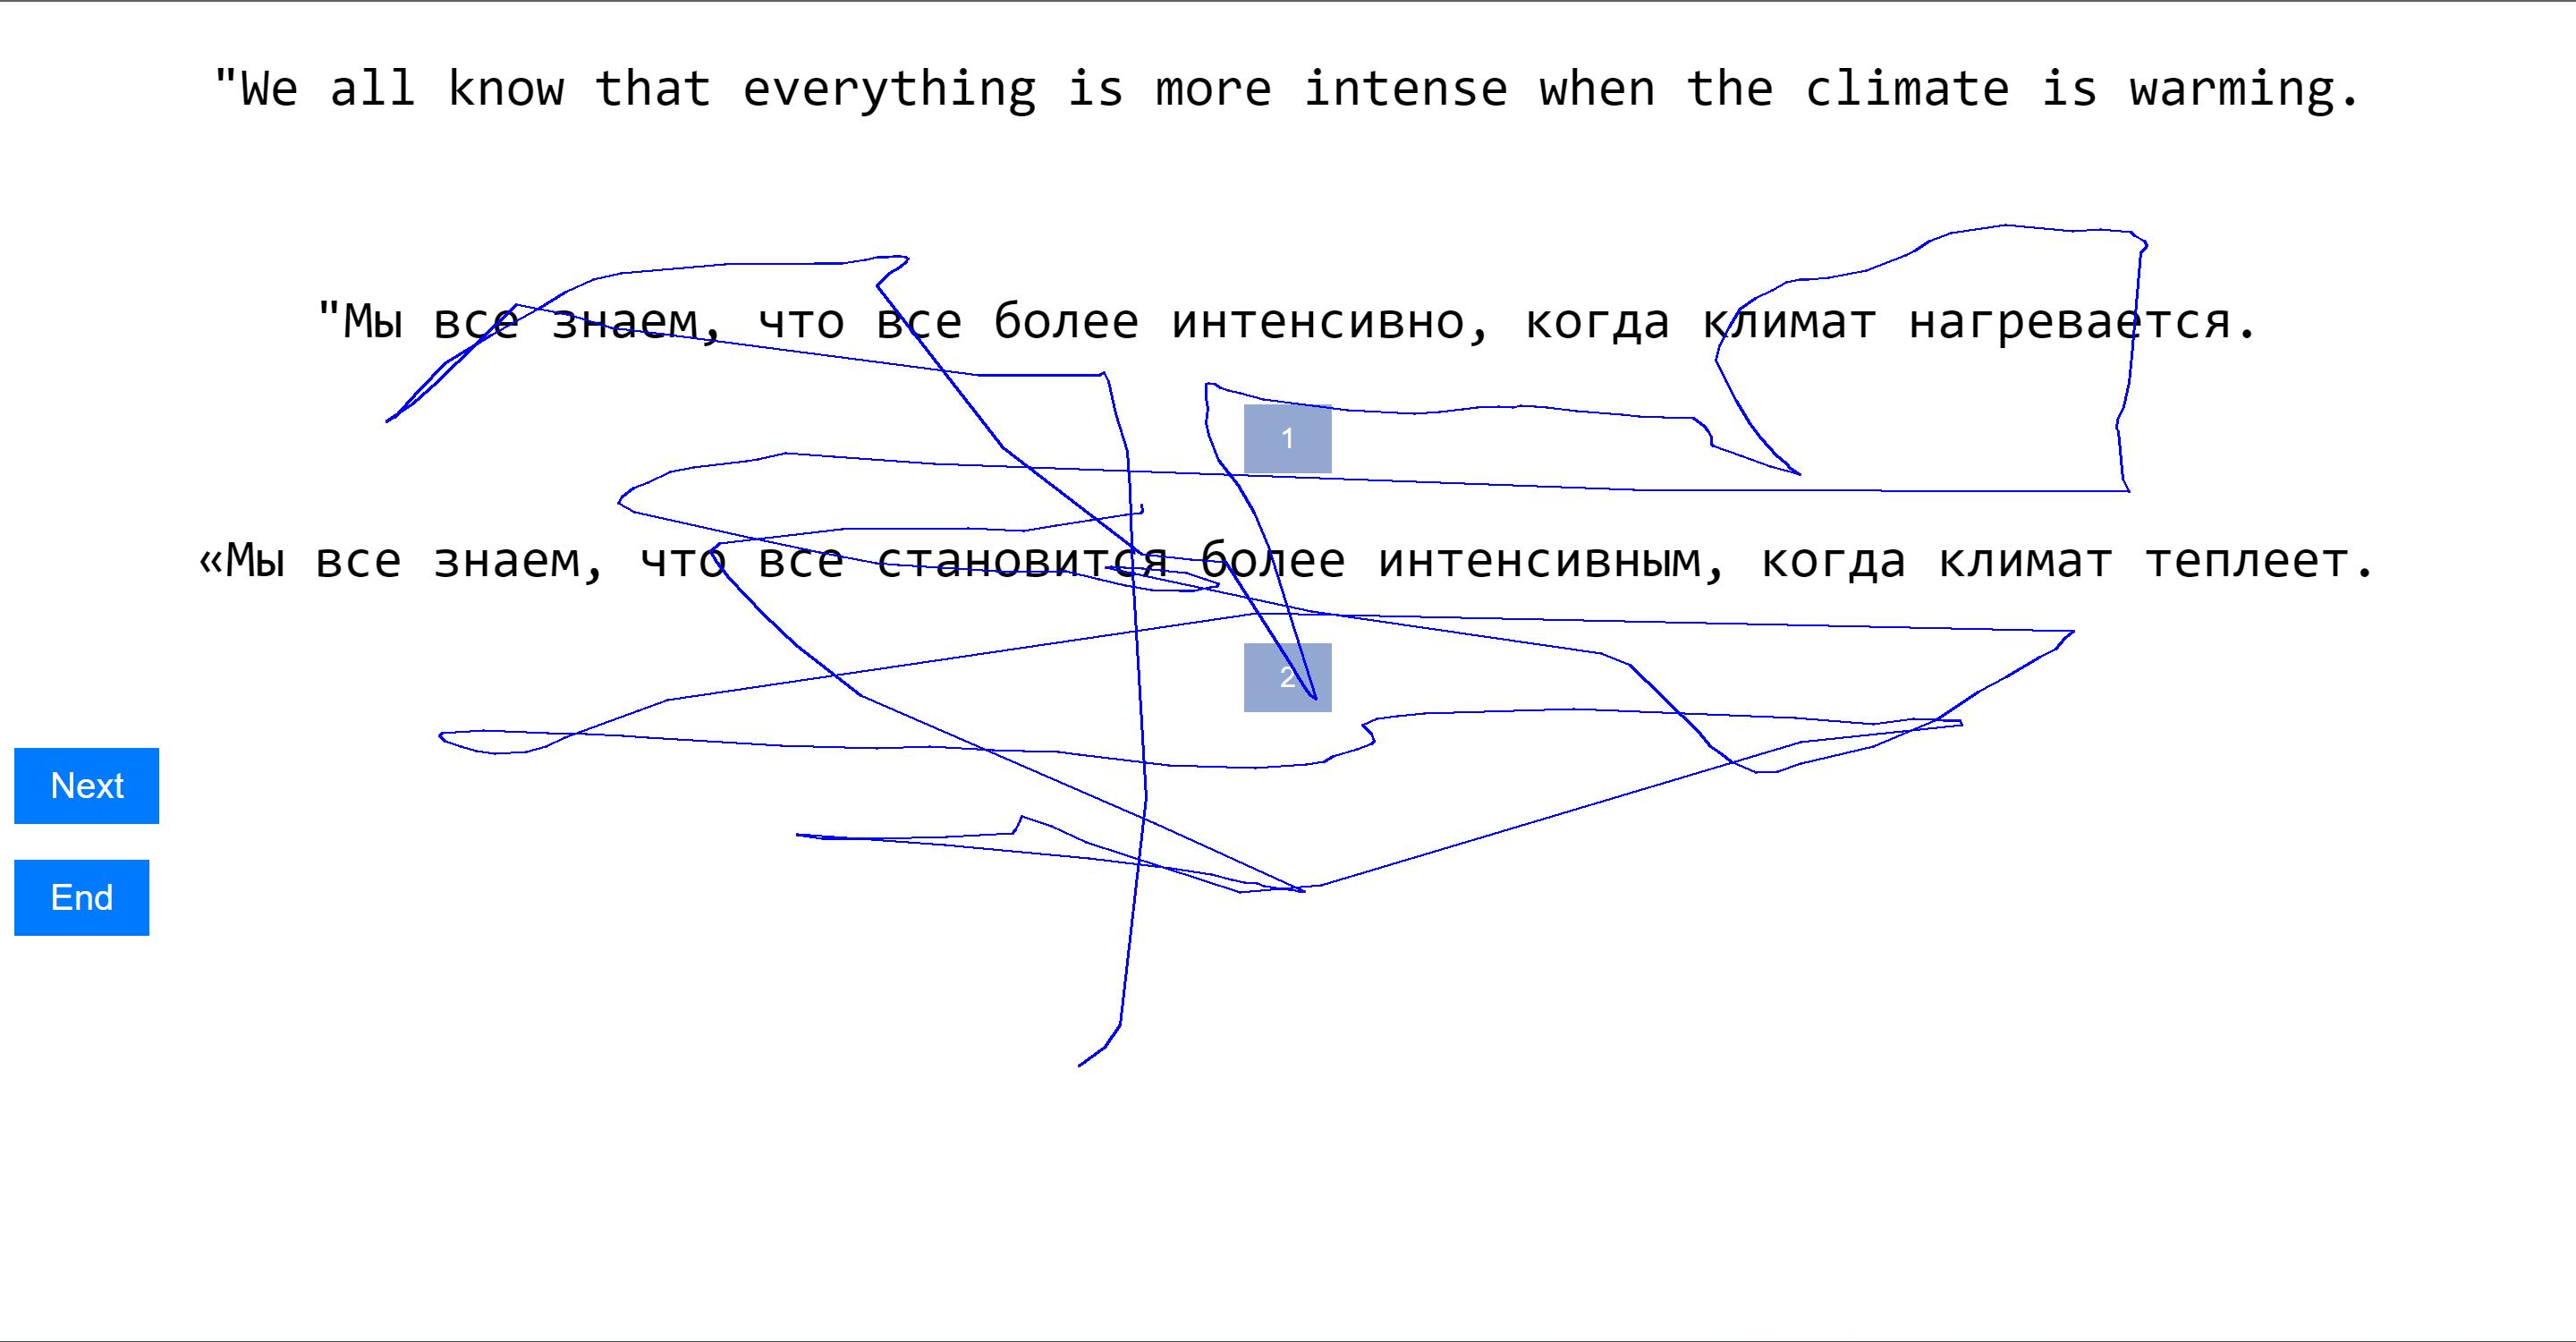 "We all know that everything is more intense when the climate is warming.
"Мы все знаем, что все более интенсивно, когда климат нагревается.
1
«Мы все знаем, что все становится более интенсивным, когда климат теплеет.
2
Next
End